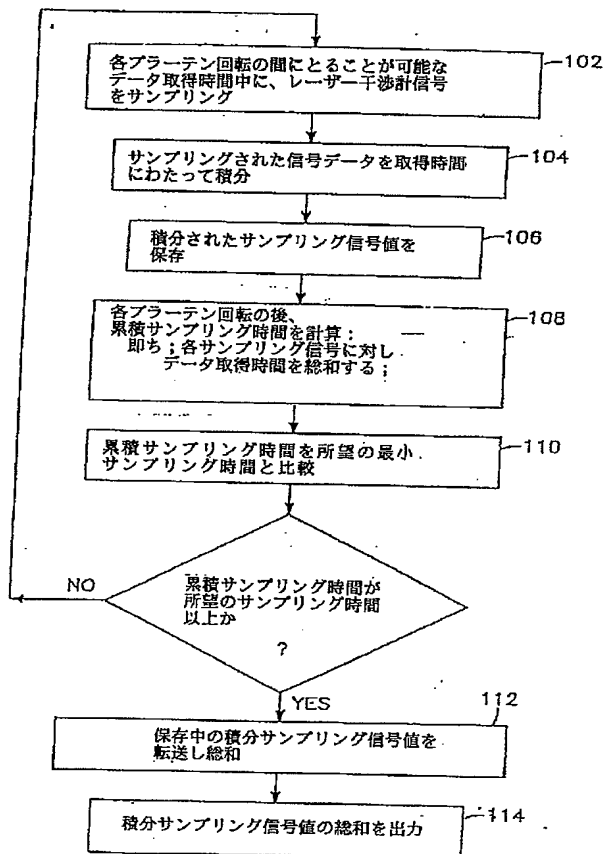 各プラーテン回転の間にとることが可能な
データ取得時間中に、レーザー干渉計信号
をサンプリング
102
サンプリングされた信号データを取得時間
にわたって積分
104
積分されたサンプリング信号値を
保存
106
各プラーテン回転の後、
累積サンプリング時間を計算:
即ち;各サンプリング信号に対し
データ取得時間を総和する;
108
累積サンプリング時間を所望の最小
サンプリング時間と比較
110
累積サンプリング時間が
所望のサンプリング時間
以上か
?
NO
YES
112
保存中の積分サンプリング信号値を
転送し総和
積分サンプリング信号値の総和を出力
114